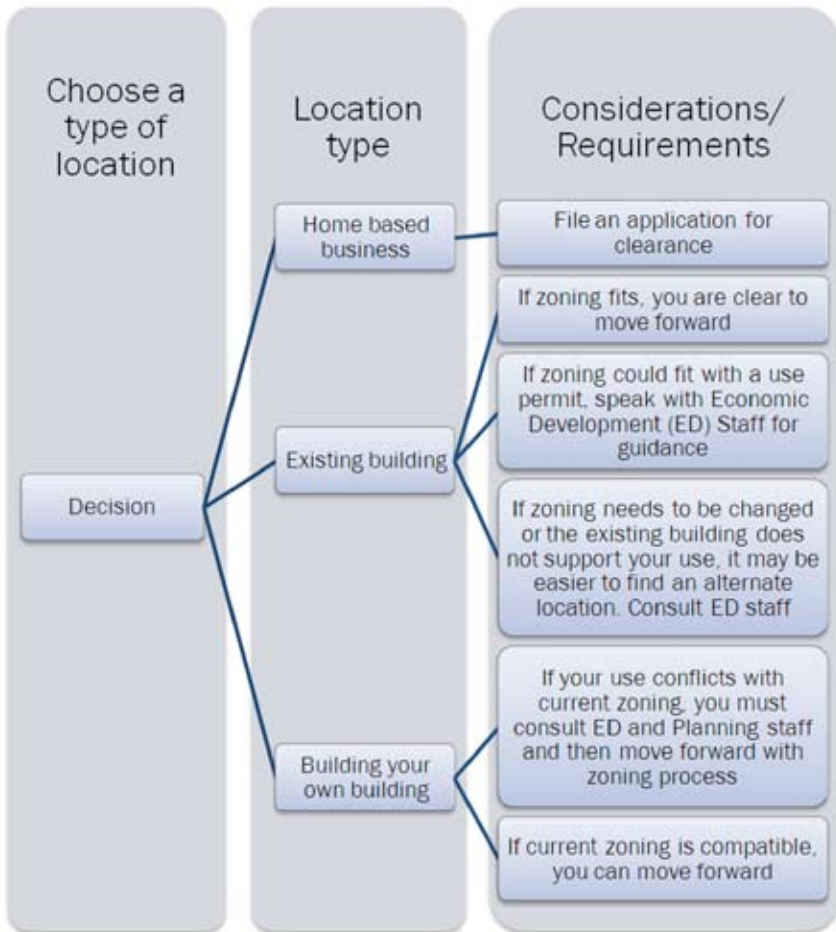 Choose a
type of
location
Location
type
Considerations/
Requirements
Decision
Home based
business
File an application for
clearance
Existing building
If zoning fits, you are clear to
move forward
If zoning could fit with a use
permit, speak with Economic
Development (ED) Staff for
guidance
If zoning needs to be changed
or the existing building does
not support your use, it may be
easier to find an alternate
location. Consult ED staff
Building your
own building
If your use conflicts with
current zoning, you must
consult ED and Planning staff
and then move forward with
zoning process
If current zoning is compatible,
you can move forward